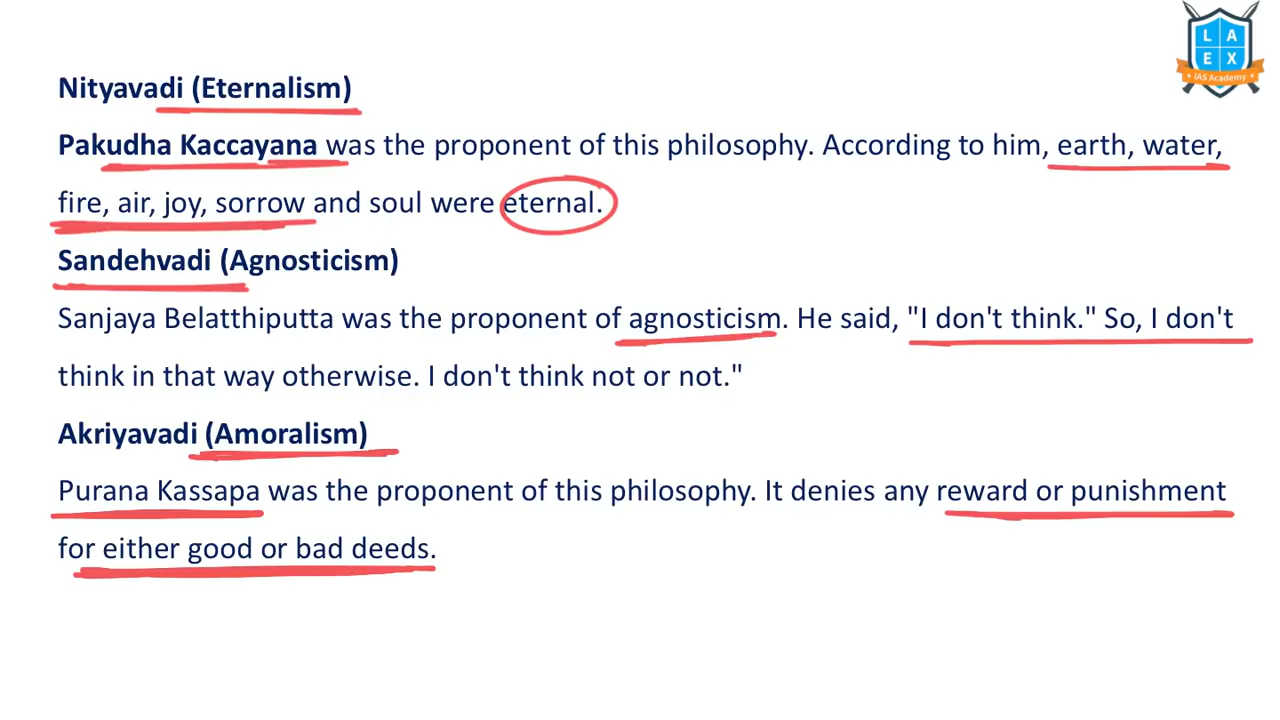 L A
E X
IAS Academy
Nityavadi (Eternalism)
Pakudha Kaccayana was the proponent of this philosophy. According to him, earth, water,
fire, air, joy, sorrow and soul were eternal.
Sandehvadi (Agnosticism)
Sanjaya Belatthiputta was the proponent of agnosticism. He said, "I don't think." So, I don't
think in that way otherwise. I don't think not or not."
Akriyavadi (Amoralism)
Purana Kassapa was the proponent of this philosophy. It denies any reward or punishment
for either good or bad deeds.